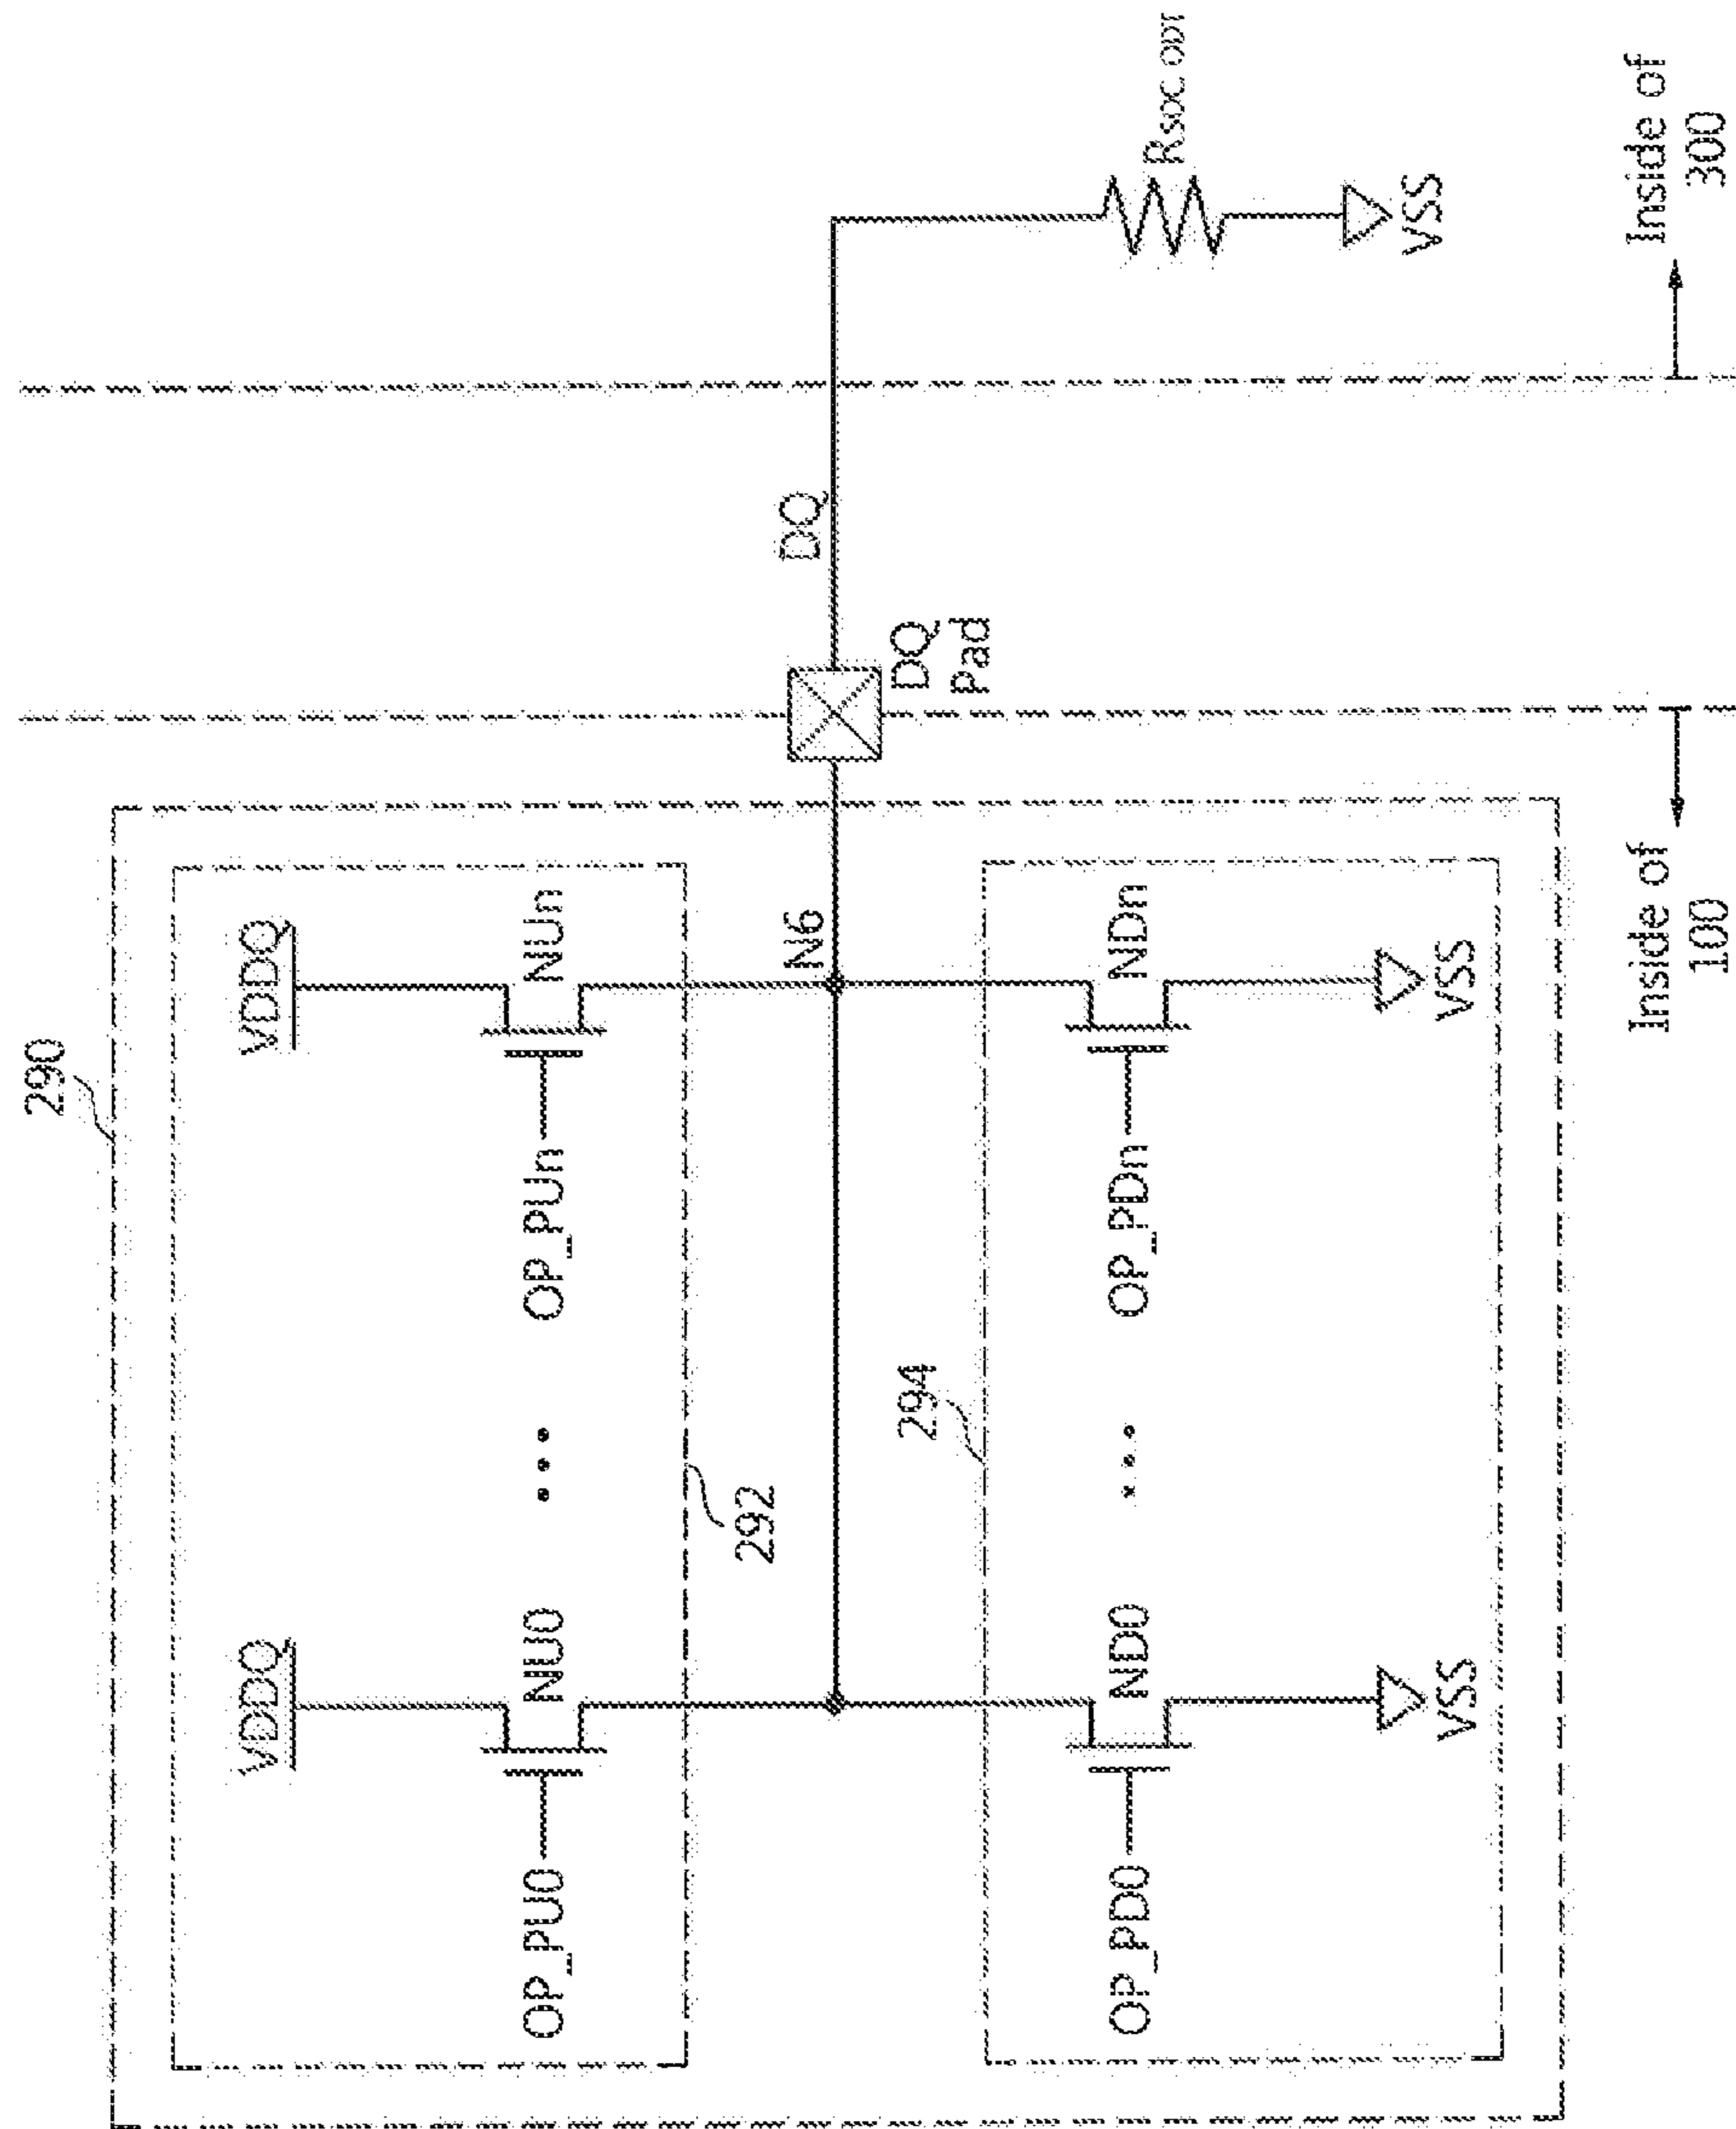 290
VDDQ
VDDQ
OP_PU0
NU0
OP_PUn
NUn
292
N6
DQ
DQ
Pad
294
OP_PD0
ND0
OP_PDn
NDn
RSOC ODT
VSS
VSS
VSS
Inside of
100
Inside of
300